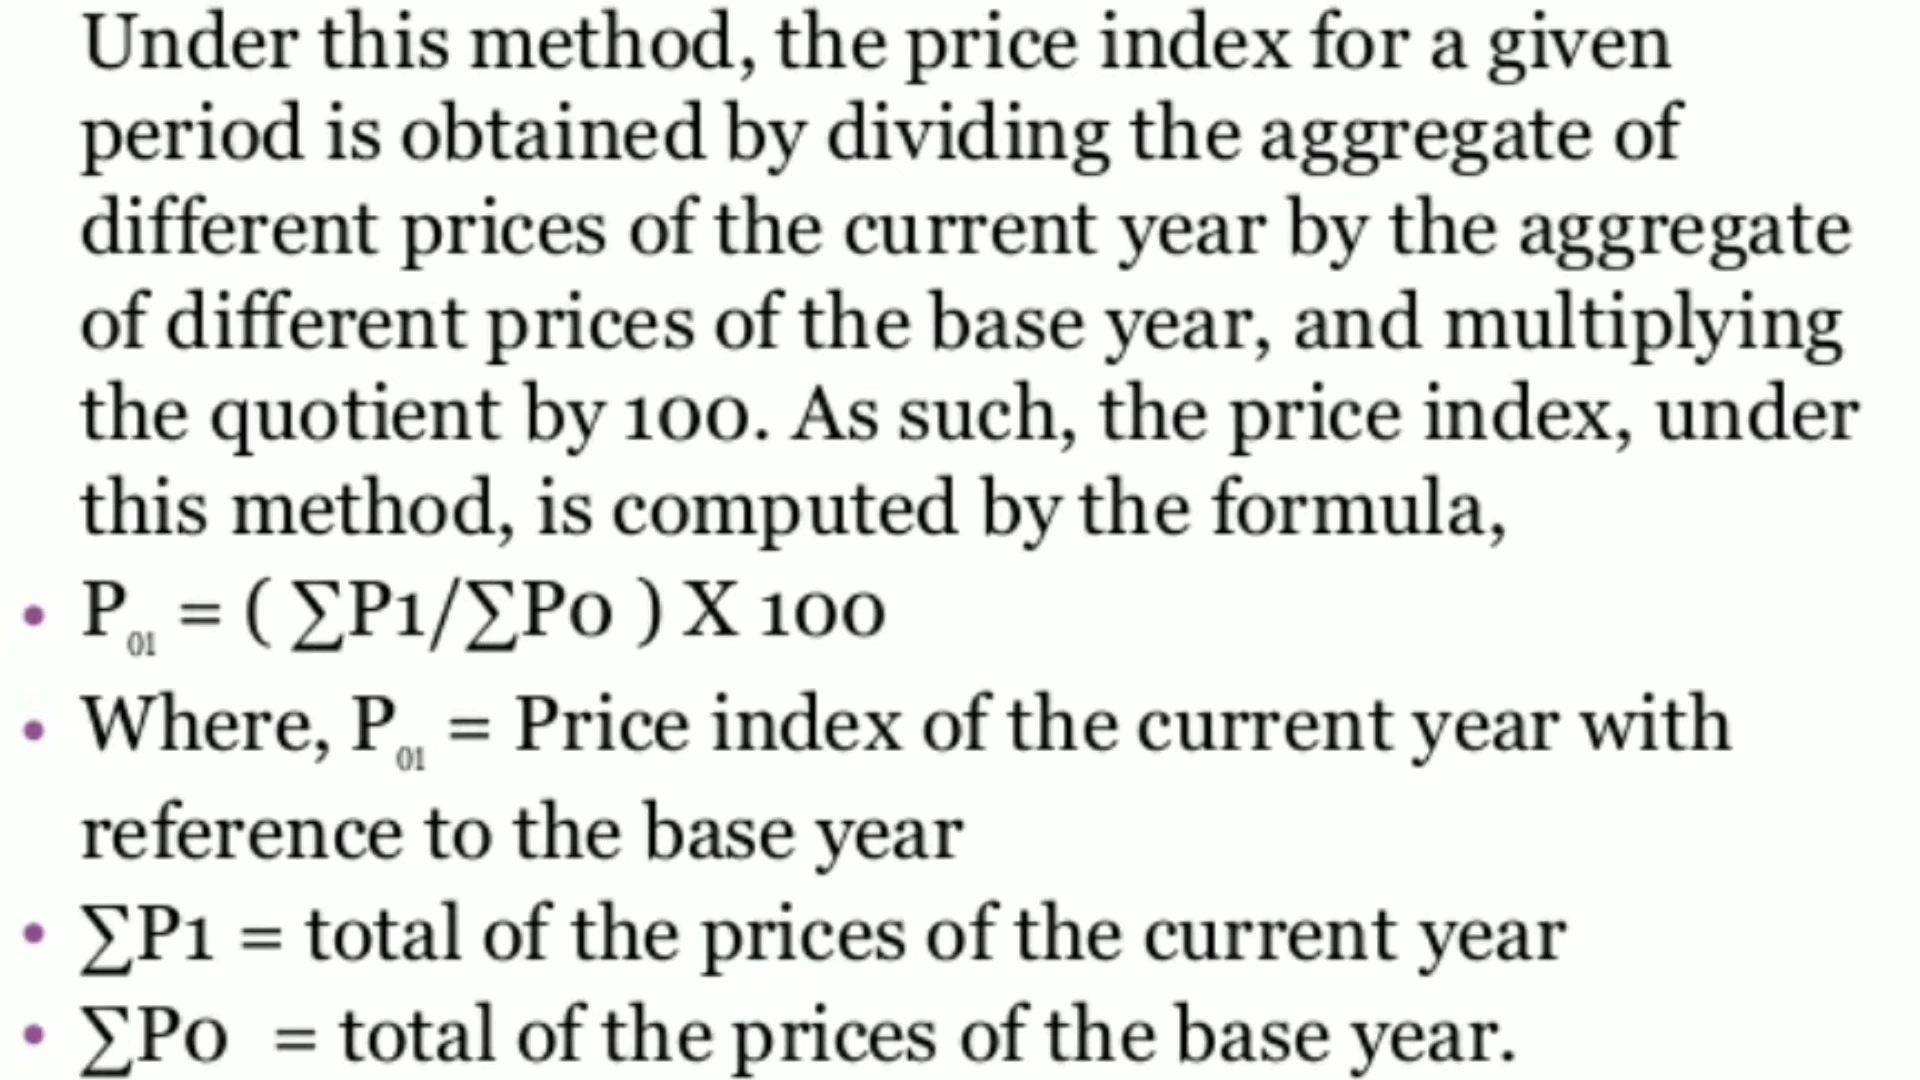 Under this method, the price index for a given
period is obtained by dividing the aggregate of
different prices of the current year by the aggregate
of different prices of the base year, and multiplying
the quotient by 100. As such, the price index, under
this method, is computed by the formula,
• P₀₁ = ( ∑P1/∑P0 ) X 100
• Where, P₀₁ = Price index of the current year with
reference to the base year
• ∑P1 = total of the prices of the current year
• ∑P0 = total of the prices of the base year.